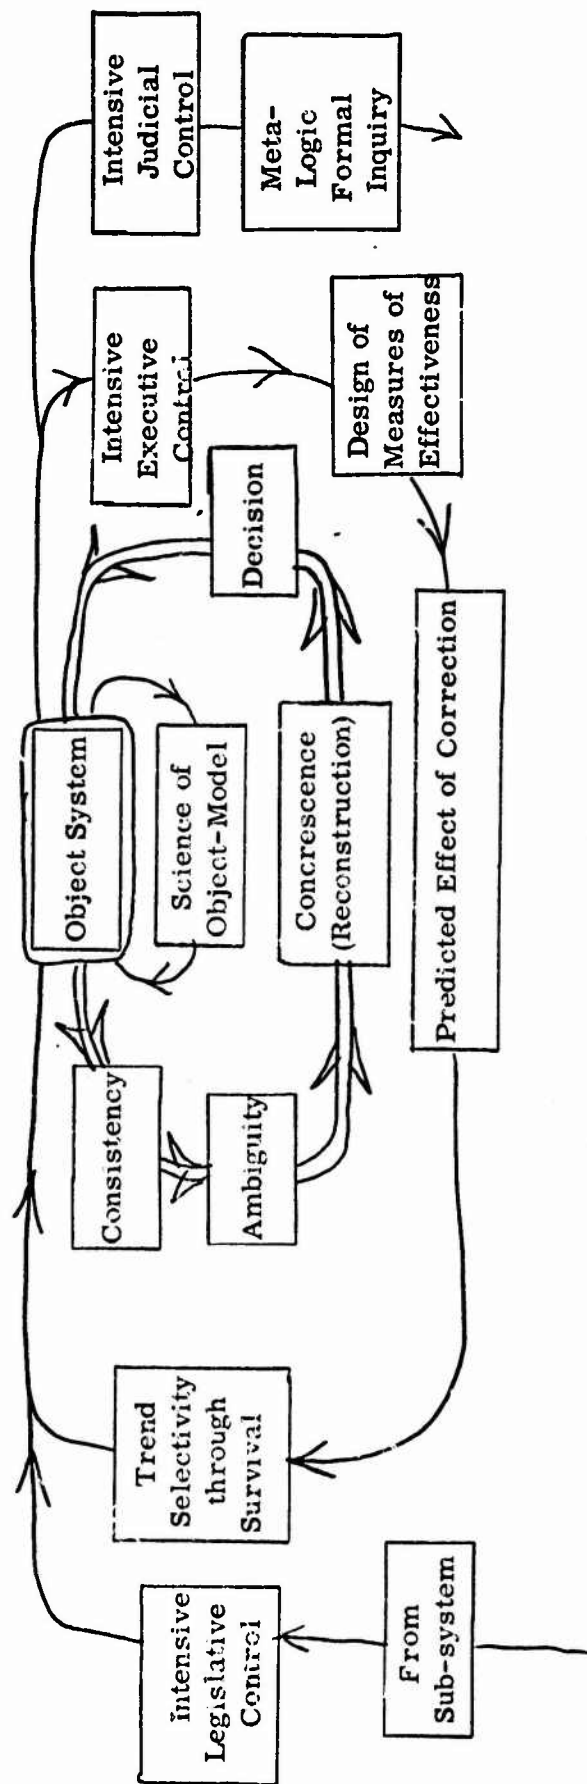 Intensive
Legislative
Control
From
Sub-system
Trend
Selectivity
through
Survival
Consistency
Ambiguity
Object System
Science of
Object-Model
Concrescence
(Reconstruction)
Decision
Predicted Effect of Correction
Intensive
Executive
Control
Design of
Measures of
Effectiveness
Intensive
Judicial
Control
Meta-
Logic
Formal
Inquiry